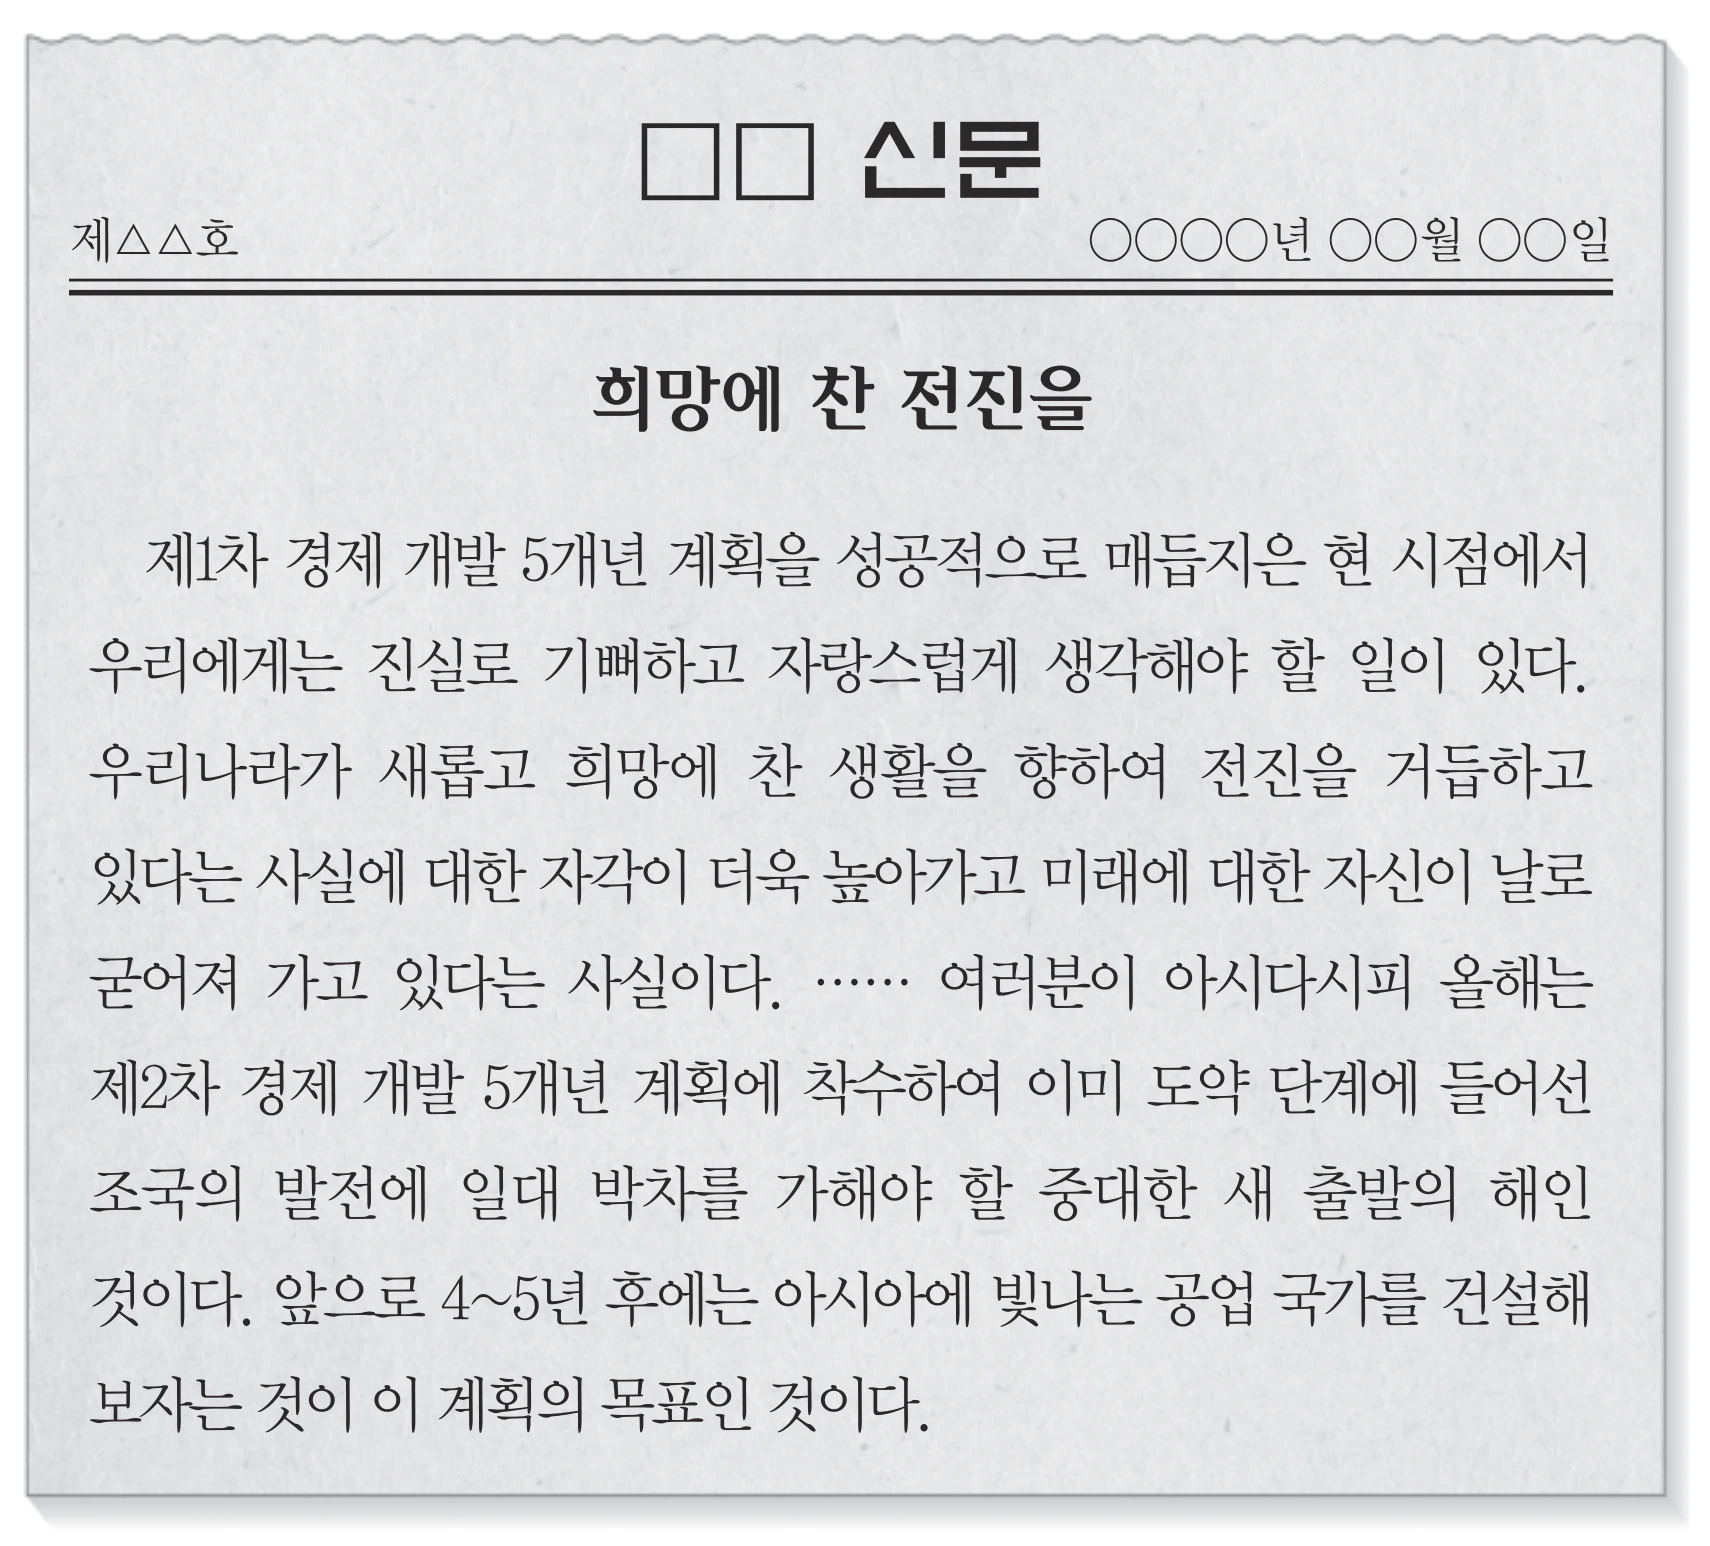 □□ 신문
제△△호 ○○○○년 ○○월 ○○일
희망에 찬 전진을
제1차 경제 개발 5개년 계획을 성공적으로 매듭지은 현 시점에서
우리에게는 진실로 기뻐하고 자랑스럽게 생각해야 할 일이 있다.
우리나라가 새롭고 희망에 찬 생활을 향하여 전진을 거듭하고
있다는 사실에 대한 자각이 더욱 높아가고 미래에 대한 자신이 날로
굳어져 가고 있다는 사실이다. …… 여러분이 아시다시피 올해는
제2차 경제 개발 5개년 계획에 착수하여 이미 도약 단계에 들어선
조국의 발전에 일대 박차를 가해야 할 중대한 새 출발의 해인
것이다. 앞으로 4~5년 후에는 아시아에 빛나는 공업 국가를 건설해
보자는 것이 이 계획의 목표인 것이다.